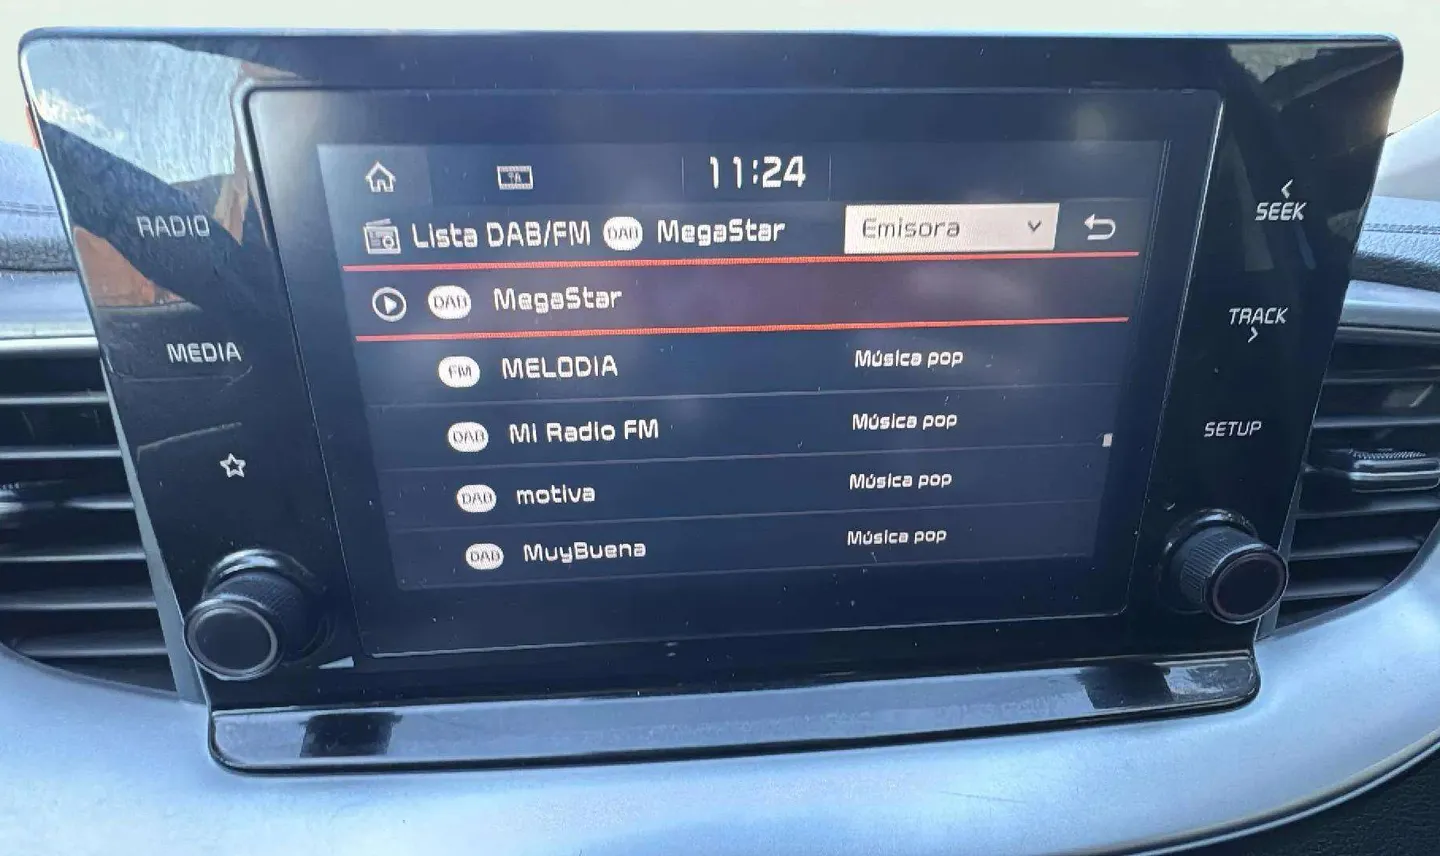 11:24
Lista DAB/FM DAB MegaStar Emisora
DAB MegaStar
FM MELODIA Música pop
DAB Mi Radio FM Música pop
DAB motiva Música pop
DAB MuyBuena Música pop
RADIO
MEDIA
SEEK
TRACK
SETUP